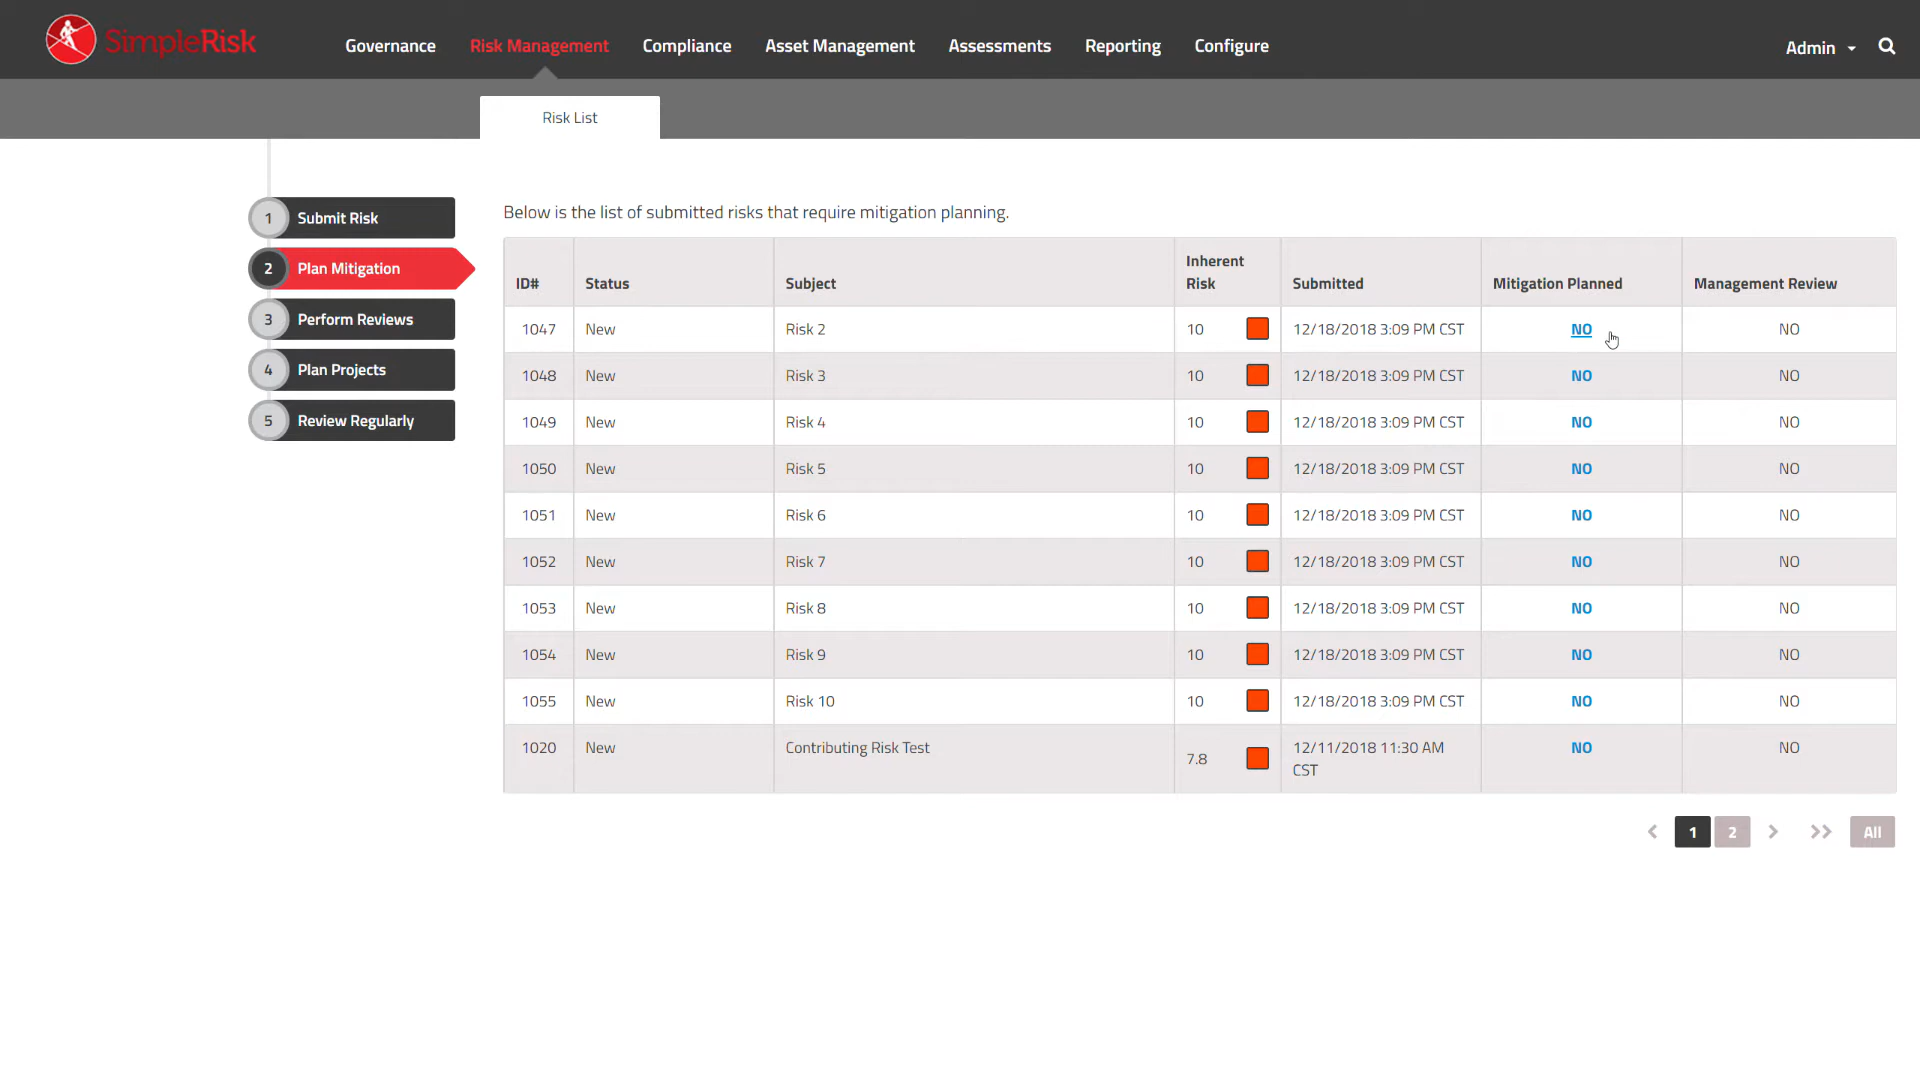 SimpleRisk
Governance
Risk Management
Compliance
Asset Management
Assessments
Reporting
Configure
Admin
Risk List
1 Submit Risk
2 Plan Mitigation
3 Perform Reviews
4 Plan Projects
5 Review Regularly
Below is the list of submitted risks that require mitigation planning.
ID# Status Subject Inherent Risk Submitted Mitigation Planned Management Review
1047 New Risk 2 10 12/18/2018 3:09 PM CST NO NO
1048 New Risk 3 10 12/18/2018 3:09 PM CST NO NO
1049 New Risk 4 10 12/18/2018 3:09 PM CST NO NO
1050 New Risk 5 10 12/18/2018 3:09 PM CST NO NO
1051 New Risk 6 10 12/18/2018 3:09 PM CST NO NO
1052 New Risk 7 10 12/18/2018 3:09 PM CST NO NO
1053 New Risk 8 10 12/18/2018 3:09 PM CST NO NO
1054 New Risk 9 10 12/18/2018 3:09 PM CST NO NO
1055 New Risk 10 10 12/18/2018 3:09 PM CST NO NO
1020 New Contributing Risk Test 7.8 12/11/2018 11:30 AM CST NO NO
< 1 2 > >> All